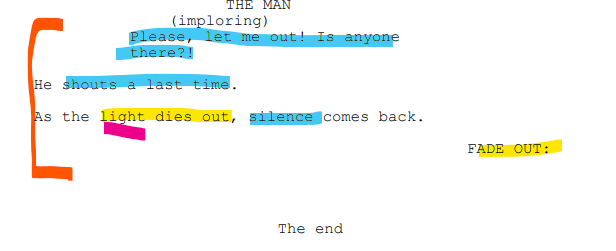 THE MAN
(imploring)
Please, let me out! Is anyone
there?!
He shouts a last time.
As the light dies out, silence comes back.
FADE OUT:
The end